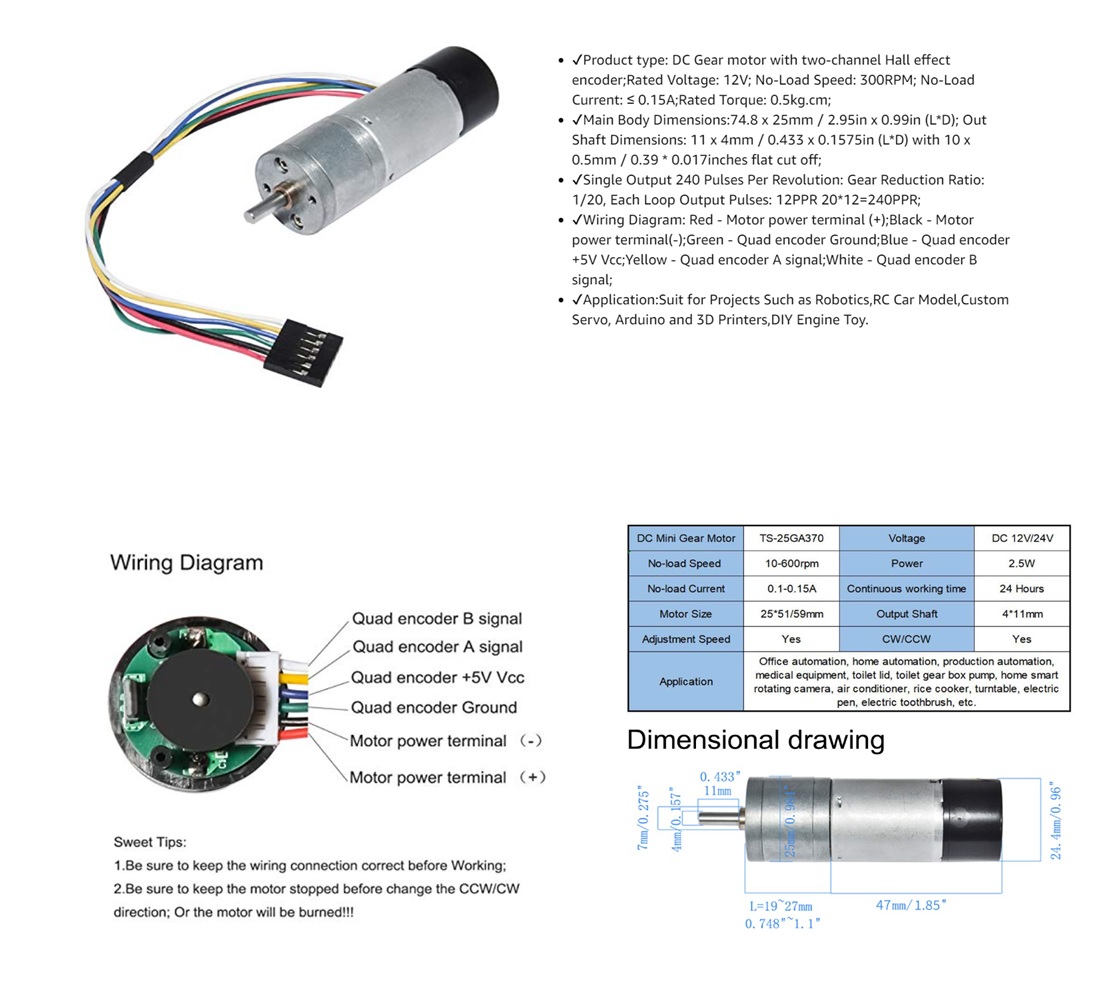 ✓Product type: DC Gear motor with two-channel Hall effect
encoder;Rated Voltage: 12V; No-Load Speed: 300RPM; No-Load
Current: ≤ 0.15A;Rated Torque: 0.5kg.cm;
✓Main Body Dimensions:74.8 x 25mm / 2.95in x 0.99in (L*D); Out
Shaft Dimensions: 11 x 4mm / 0.433 x 0.1575in (L*D) with 10 x
0.5mm / 0.39 * 0.017inches flat cut off;
✓Single Output 240 Pulses Per Revolution: Gear Reduction Ratio:
1/20, Each Loop Output Pulses: 12PPR 20*12=240PPR;
✓Wiring Diagram: Red - Motor power terminal (+);Black - Motor
power terminal(-);Green - Quad encoder Ground;Blue - Quad encoder
+5V Vcc;Yellow - Quad encoder A signal;White - Quad encoder B
signal;
✓Application:Suit for Projects Such as Robotics,RC Car Model,Custom
Servo, Arduino and 3D Printers,DIY Engine Toy.
Wiring Diagram
Quad encoder B signal
Quad encoder A signal
Quad encoder +5V Vcc
Quad encoder Ground
Motor power terminal （-）
Motor power terminal （+）
Sweet Tips:
1.Be sure to keep the wiring connection correct before Working;
2.Be sure to keep the motor stopped before change the CCW/CW
direction; Or the motor will be burned!!!
DC Mini Gear Motor TS-25GA370 Voltage DC 12V/24V
No-load Speed 10-600rpm Power 2.5W
No-load Current 0.1-0.15A Continuous working time 24 Hours
Motor Size 25*51/59mm Output Shaft 4*11mm
Adjustment Speed Yes CW/CCW Yes
Application
Office automation, home automation, production automation,
medical equipment, toilet lid, toilet gear box pump, home smart
rotating camera, air conditioner, rice cooker, turntable, electric
pen, electric toothbrush, etc.
Dimensional drawing
0.433"
11mm
7mm/0.275"
4mm/0.157"
25mm/0.984"
24.4mm/0.96"
L=19~27mm
0.748"~1.1"
47mm/1.85"